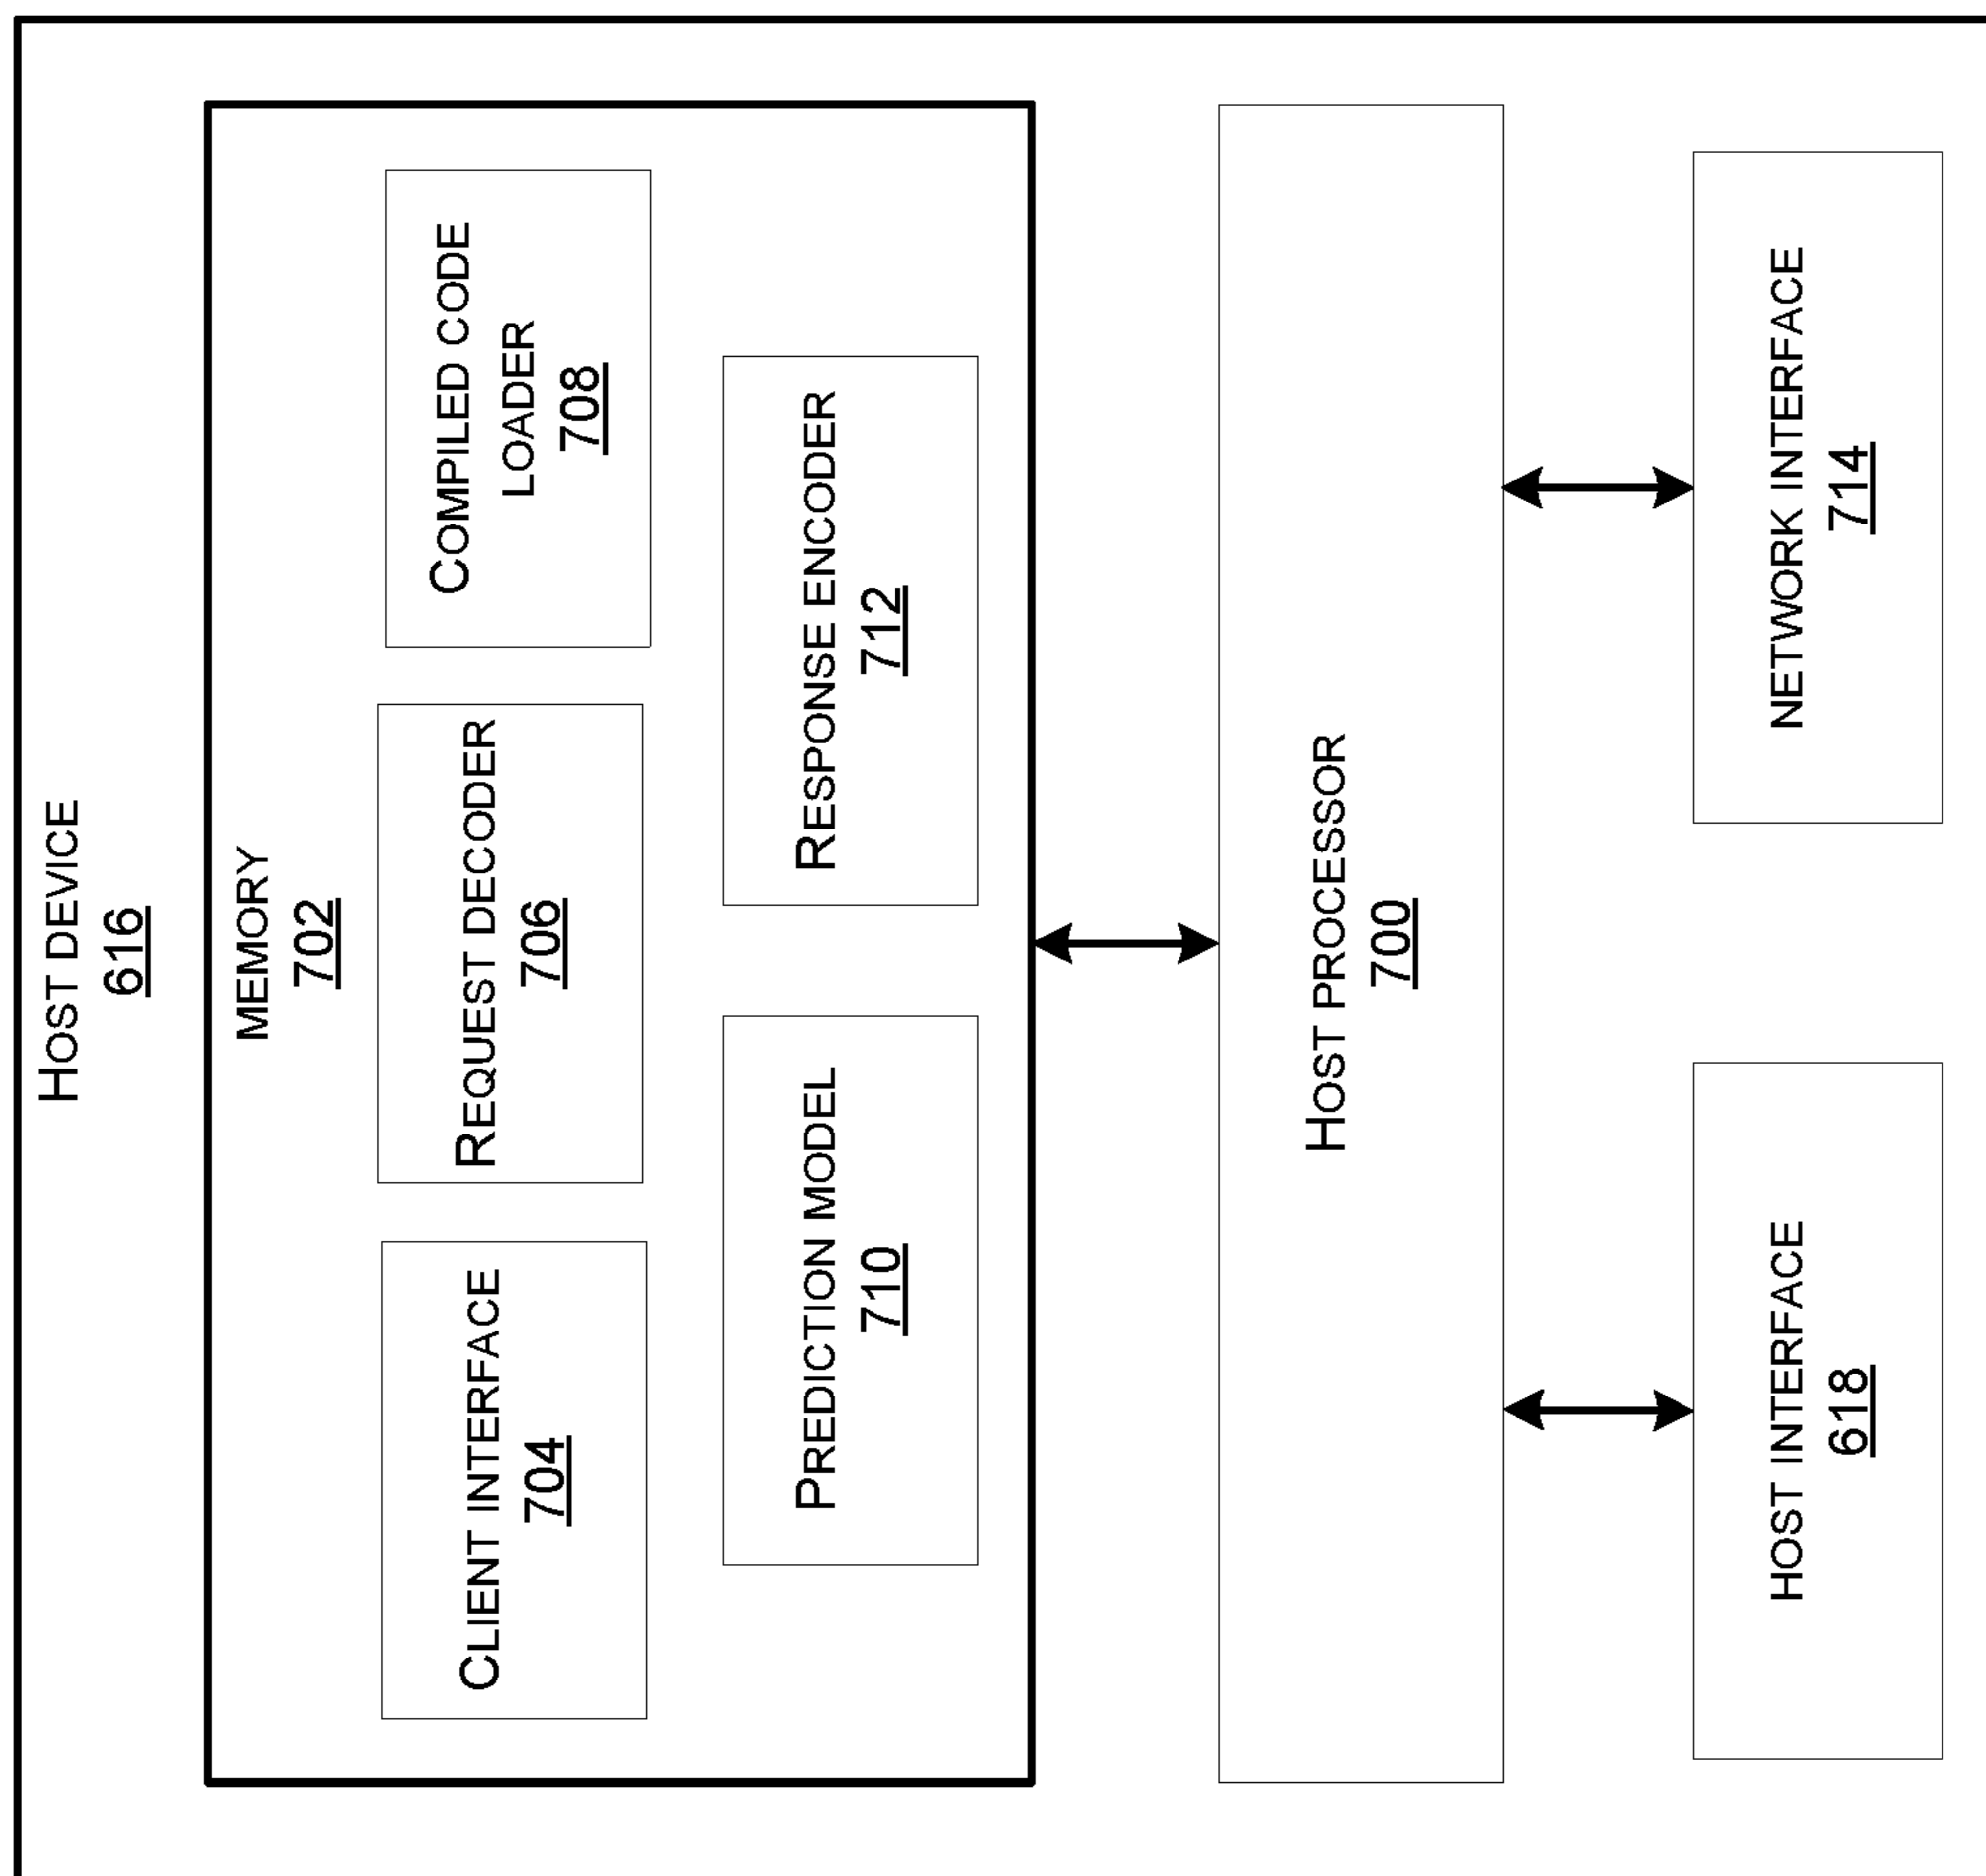 HOST DEVICE
616
MEMORY
702
CLIENT INTERFACE
704
REQUEST DECODER
706
COMPILED CODE
LOADER
708
PREDICTION MODEL
710
RESPONSE ENCODER
712
HOST PROCESSOR
700
HOST INTERFACE
618
NETWORK INTERFACE
714